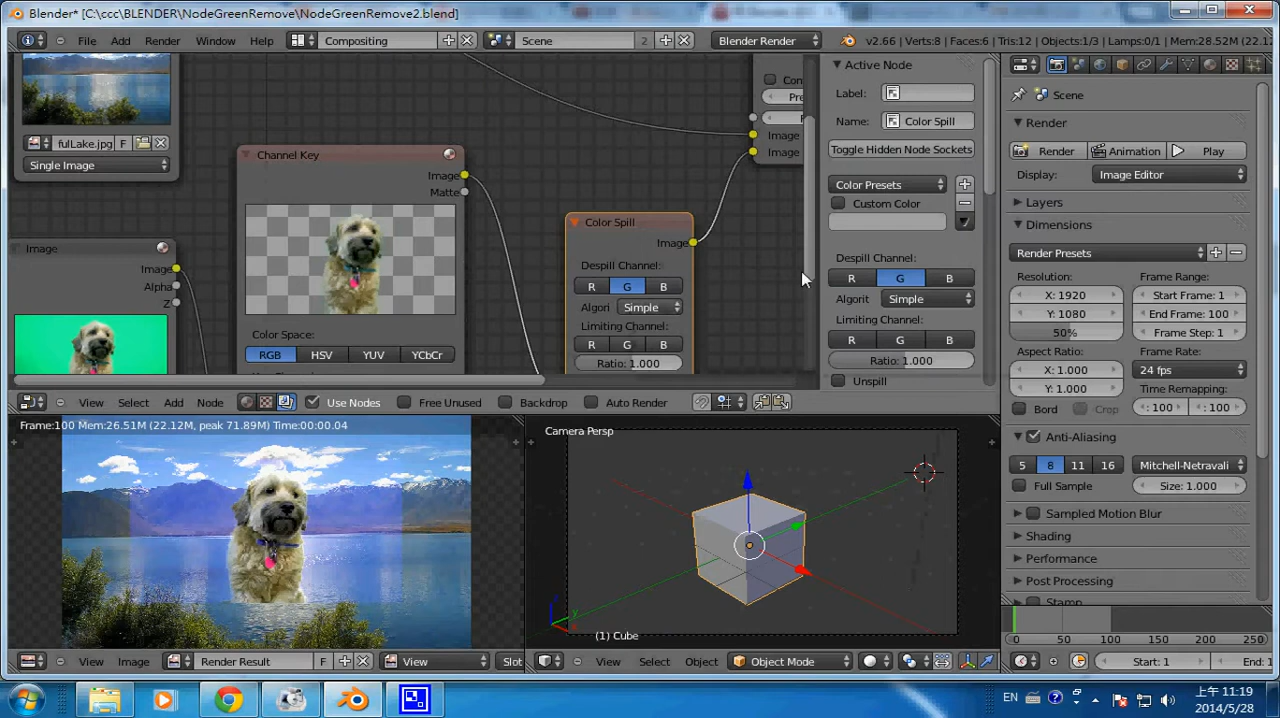 Blender* [C:\ccc\BLENDER\NodeGreenRemove\NodeGreenRemove2.blend]
File Add Render Window Help Compositing Scene 2 Blender Render v2.66 | Verts:8 | Faces:6 | Tris:12 | Objects:1/3 | Lamps:0/1 | Mem:28.52M (22.1
fulLake.jpg F
Single Image
Image
Image
Alpha
Z
Channel Key
Image
Matte
Color Space:
RGB HSV YUV YCbCr
Color Spill
Image
Despill Channel:
R G B
Algori Simple
Limiting Channel:
R G B
Ratio: 1.000
Con
Pre
Image
Image
Active Node
Label:
Name: Color Spill
Toggle Hidden Node Sockets
Color Presets
Custom Color
Despill Channel:
R G B
Algorit Simple
Limiting Channel:
R G B
Ratio: 1.000
Unspill
View Select Add Node Use Nodes Free Unused Backdrop Auto Render
Frame:100 Mem:26.51M (22.12M, peak 71.89M) Time:00:00.04
View Image Render Result F View Slot
Camera Persp
(1) Cube
View Select Object Object Mode
Scene
Render
Render Animation Play
Display: Image Editor
Layers
Dimensions
Render Presets
Resolution: Frame Range:
X: 1920 Start Frame: 1
Y: 1080 End Frame: 100
50% Frame Step: 1
Aspect Ratio: Frame Rate:
X: 1.000 24 fps
Y: 1.000 Time Remapping:
Bord Crop : 100 : 100
Anti-Aliasing
5 8 11 16 Mitchell-Netravali
Full Sample Size: 1.000
Sampled Motion Blur
Shading
Performance
Post Processing
Stamp
0 50 100 150 200 250
Start: 1 End: 1
EN 上午 11:19
2014/5/28